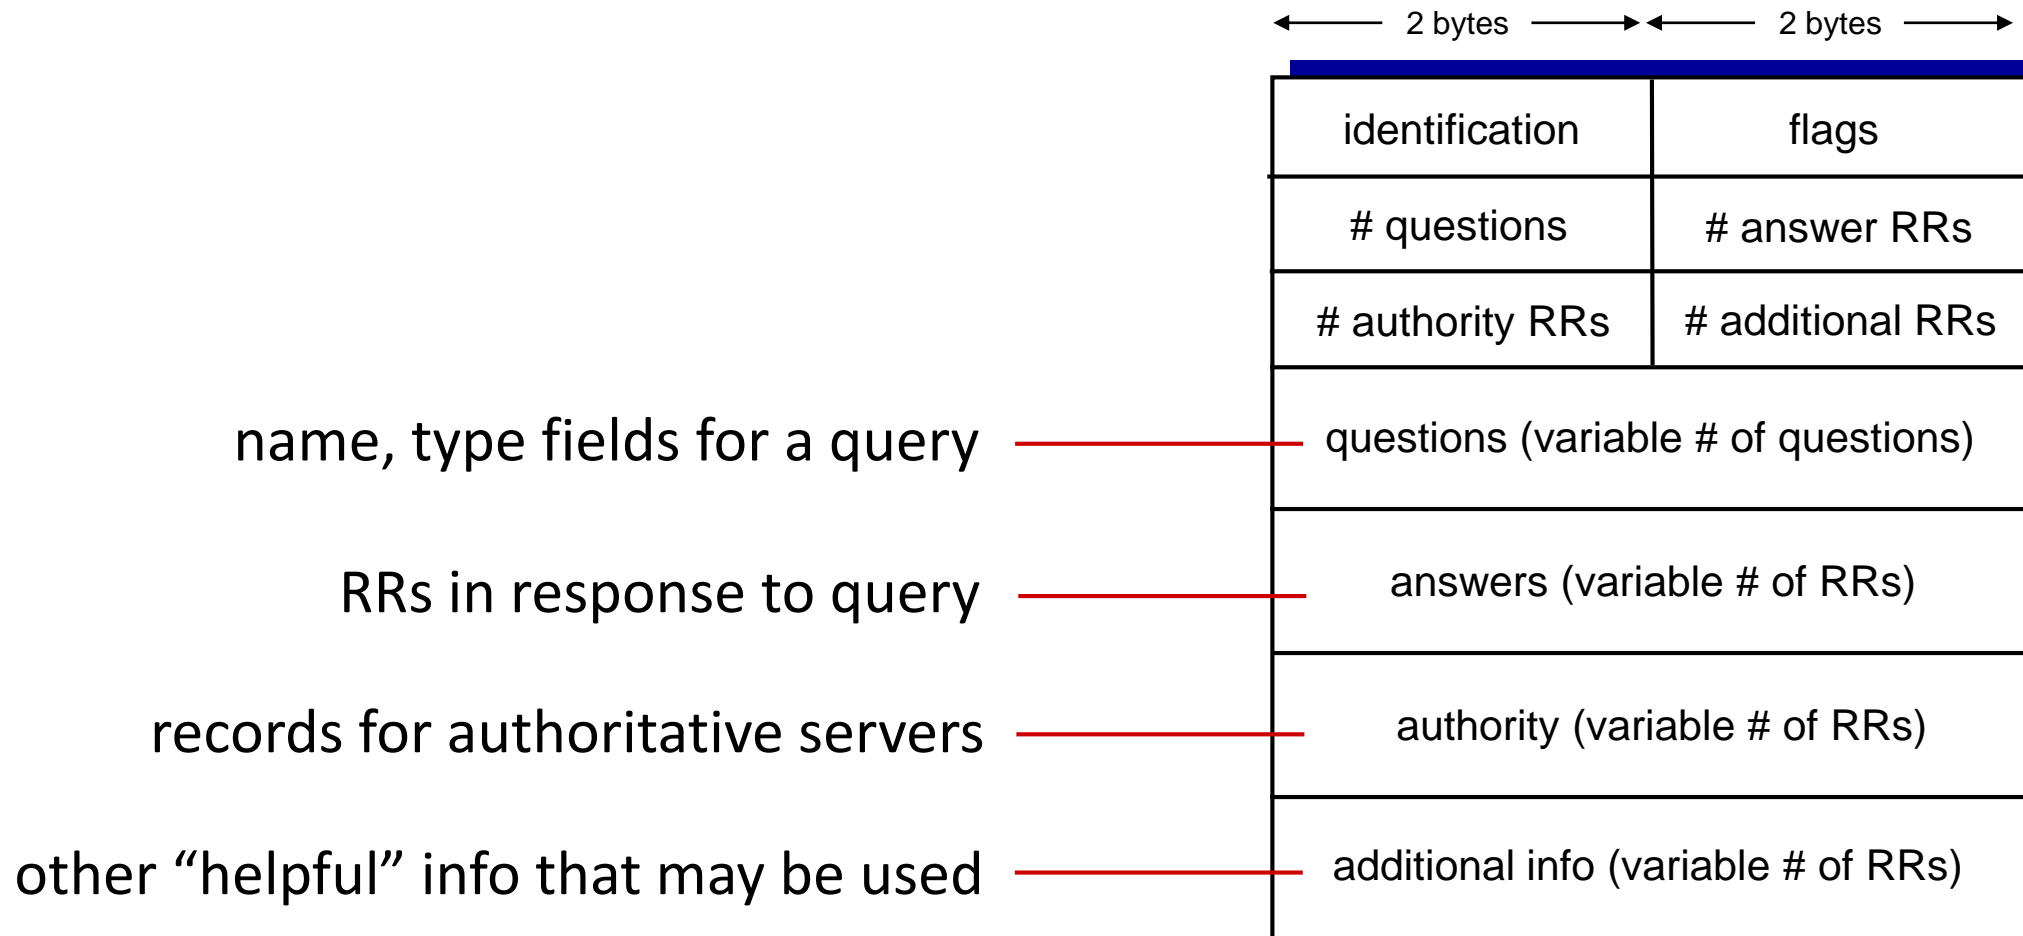 2 bytes 2 bytes
identification flags
# questions # answer RRs
# authority RRs # additional RRs
name, type fields for a query questions (variable # of questions)
RRs in response to query answers (variable # of RRs)
records for authoritative servers authority (variable # of RRs)
other “helpful” info that may be used additional info (variable # of RRs)